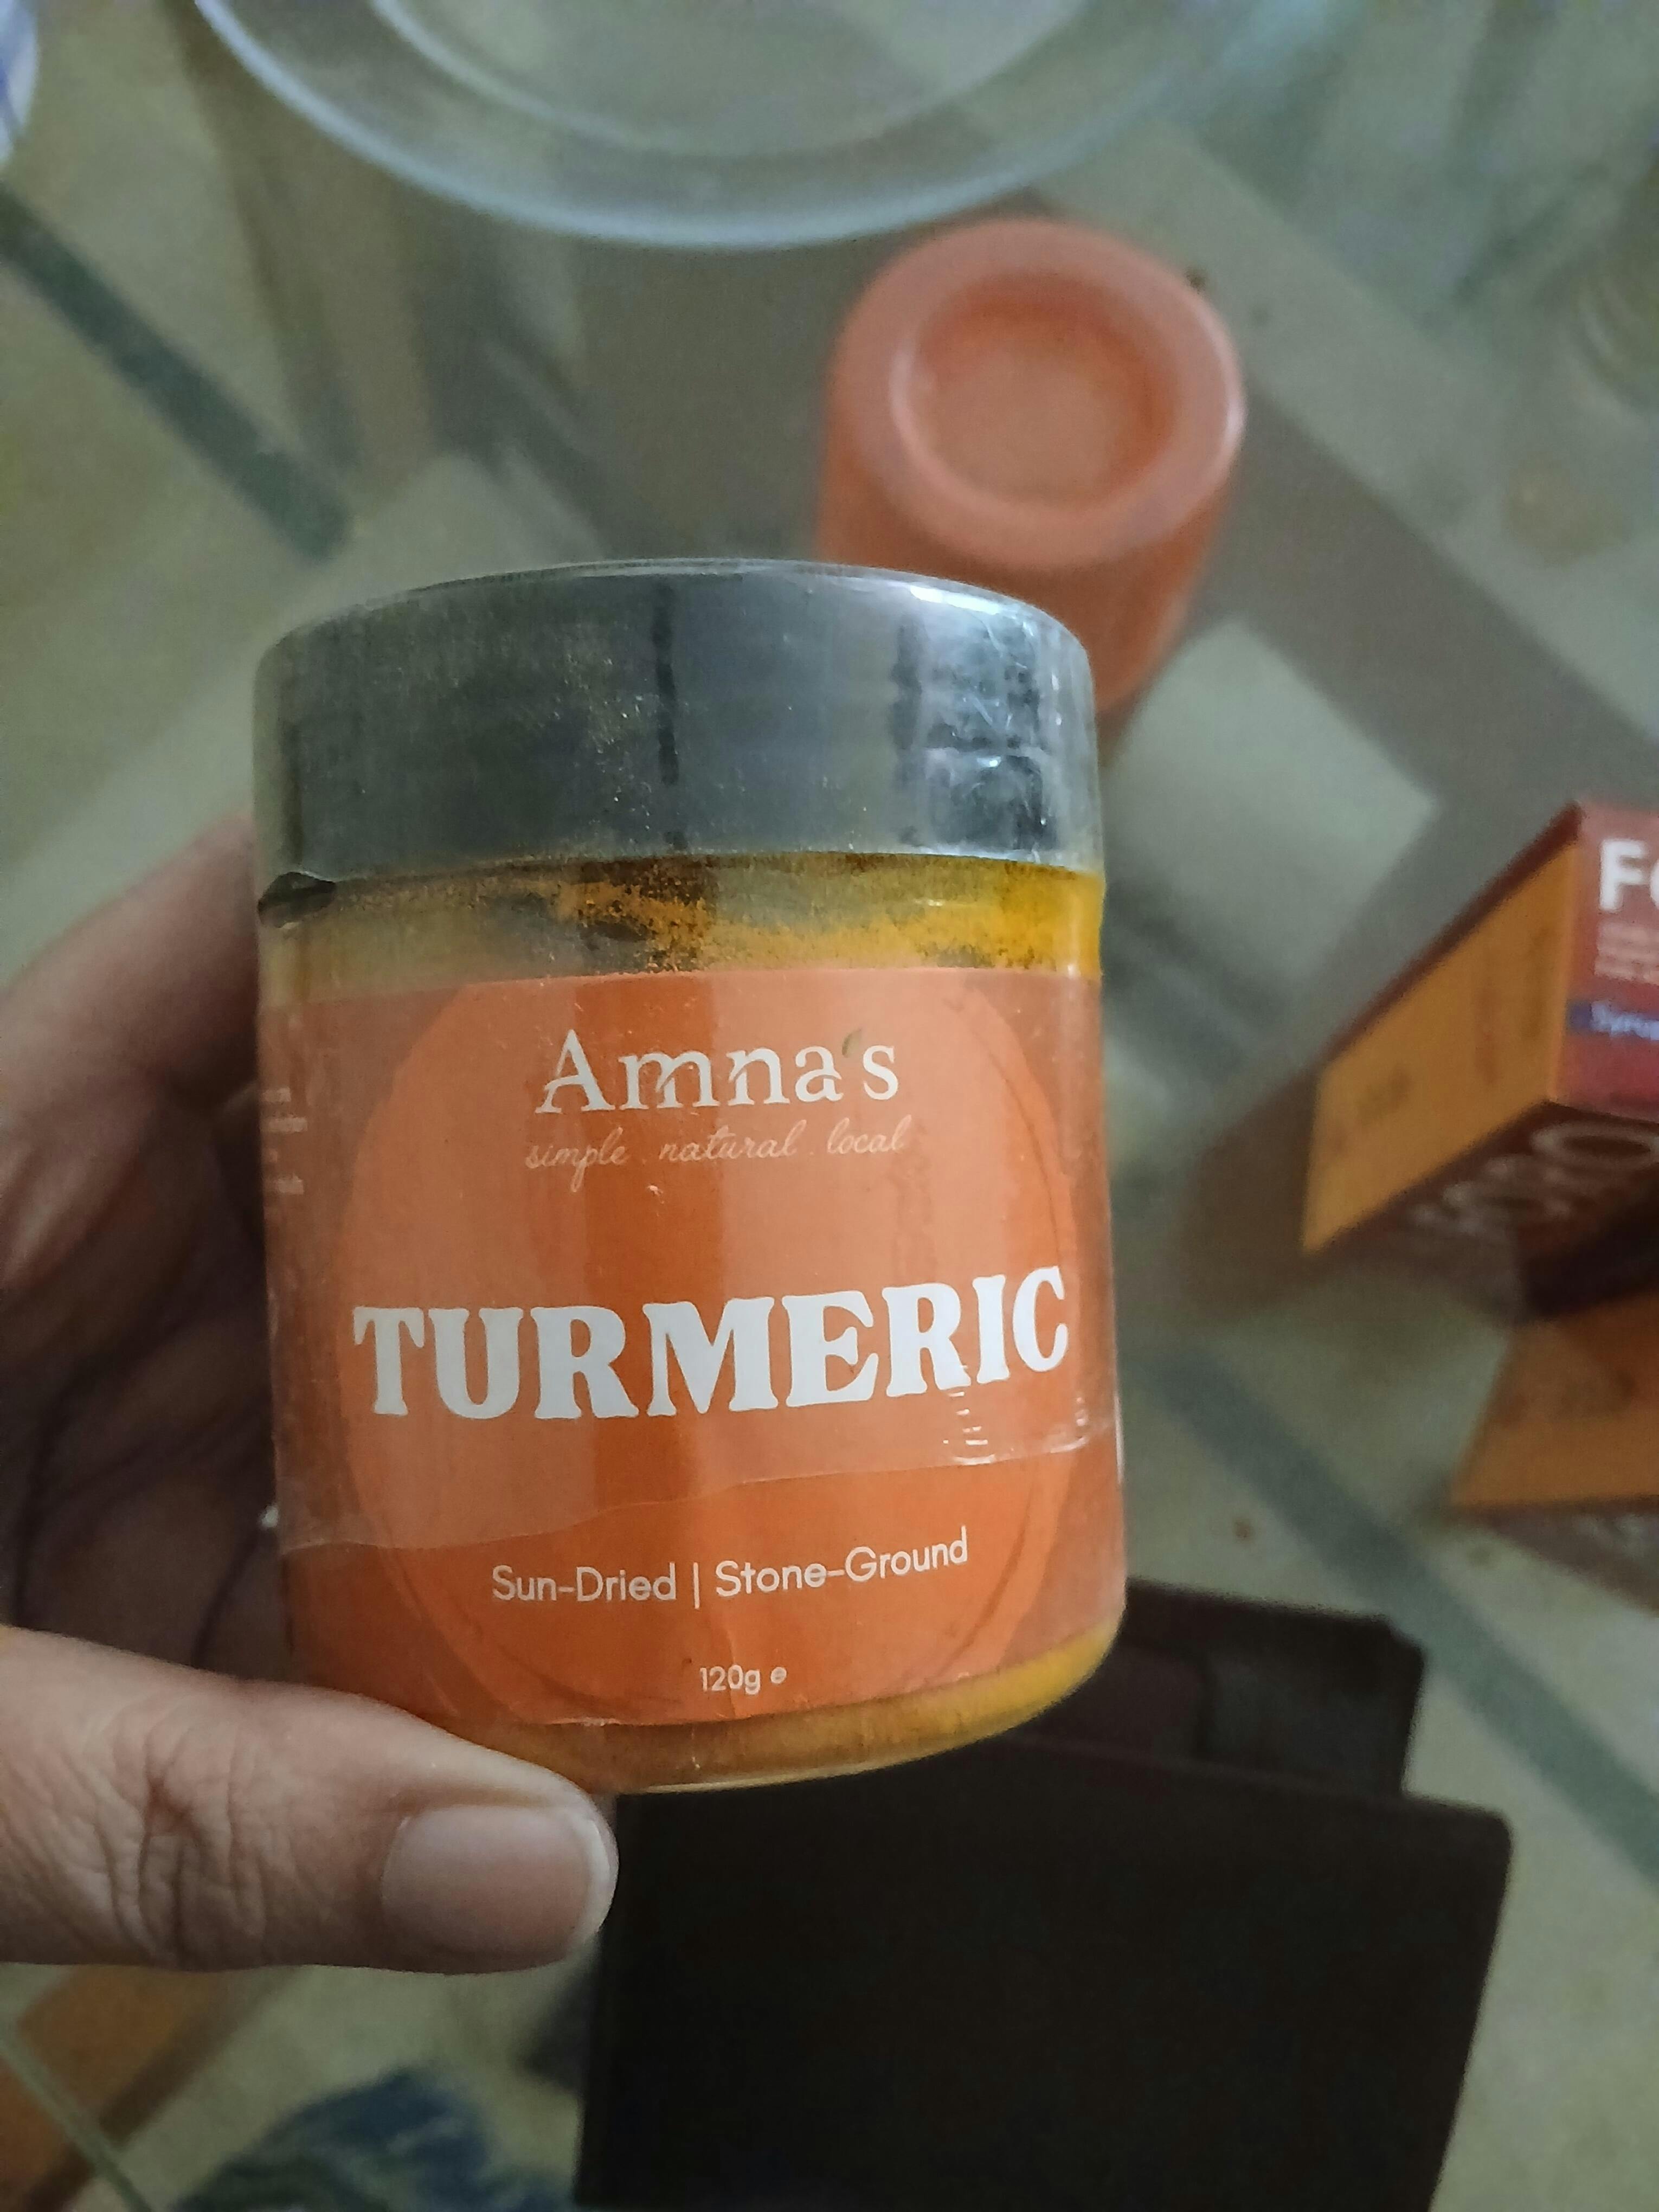 Amna's
simple . natural . local
TURMERIC
Sun-Dried | Stone-Ground
120g e